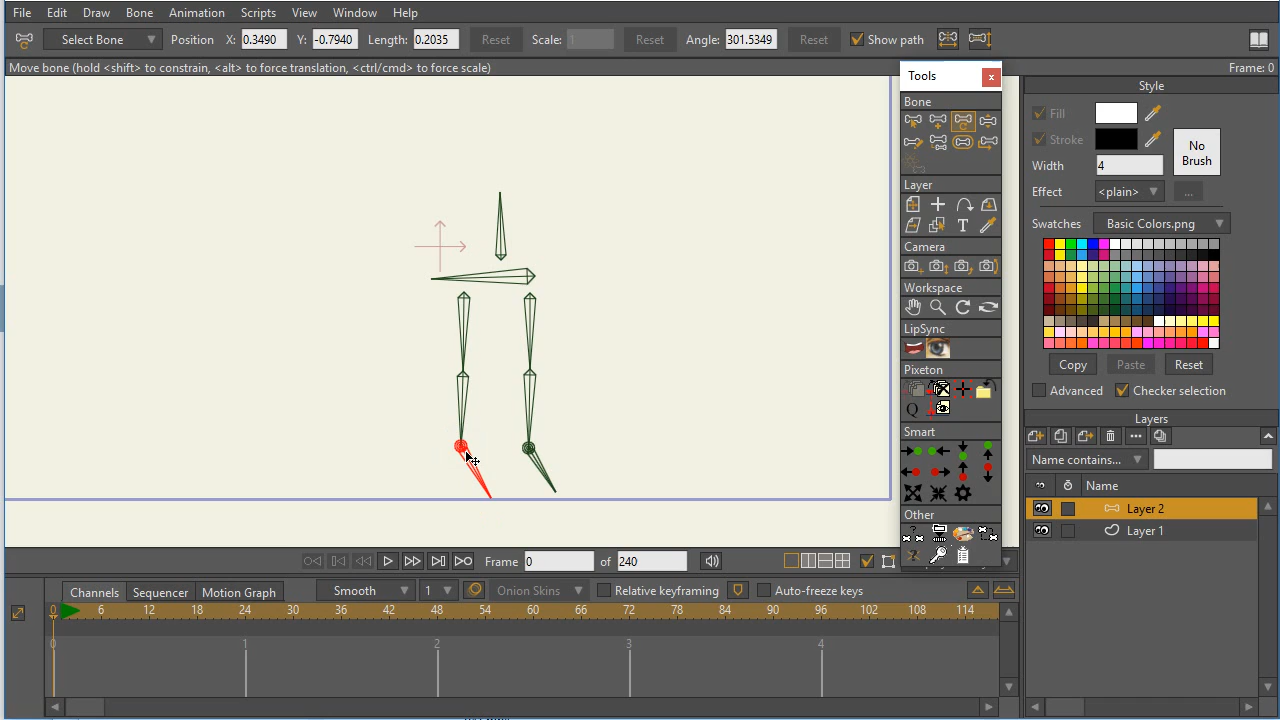 File Edit Draw Bone Animation Scripts View Window Help
Select Bone Position X: 0.3490 Y: -0.7940 Length: 0.2035 Reset Scale: 1 Reset Angle: 301.5349 Reset Show path
Move bone (hold <shift> to constrain, <alt> to force translation, <ctrl/cmd> to force scale) Frame: 0
Tools x
Bone
Layer
T
Camera
Workspace
LipSync
Pixeton
Q
Smart
Other
Style
Fill
Stroke
No
Brush
Width 4
Effect <plain> ...
Swatches Basic Colors.png
Copy Paste Reset
Advanced Checker selection
Layers
Name contains...
Name
Layer 2
Layer 1
Frame 0 of 240
Channels Sequencer Motion Graph Smooth 1 Onion Skins Relative keyframing Auto-freeze keys
0 6 12 18 24 30 36 42 48 54 60 66 72 78 84 90 96 102 108 114
0 1 2 3 4